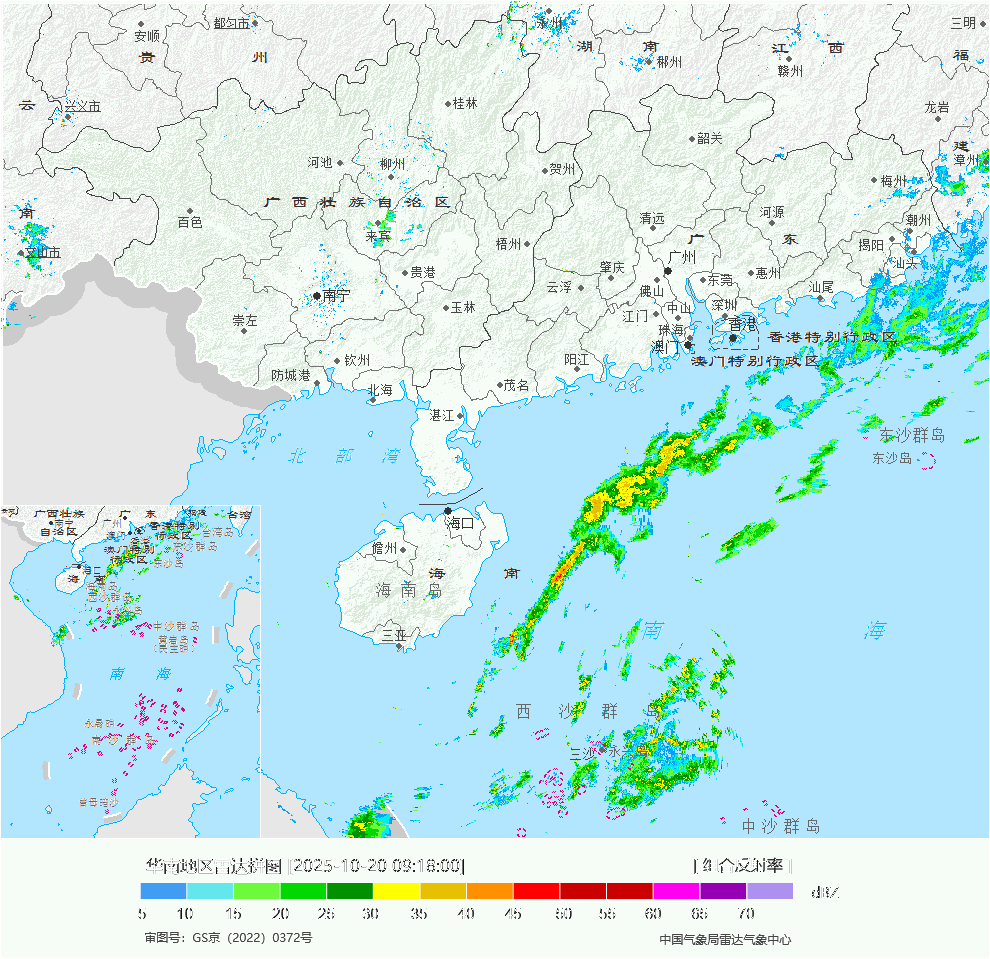 永州
三明
安顺
都匀市
湖 南
江 西
贵 州
郴州
赣州
福
云
兴义市
桂林
龙岩
韶关
建
河池
柳州
贺州
漳州
梅州
广 西 壮 族 自 治 区
南
百色
来宾
清远
河源
潮州
梧州
广 东
揭阳
文山市
贵港
肇庆
广州
惠州
汕头
南宁
云浮
佛山
东莞
汕尾
崇左
玉林
江门
中山
深圳
珠海
香港
香港特别行政区
澳门
澳门特别行政区
钦州
阳江
防城港
北海
茂名
湛江
北 部 湾
东沙群岛
东沙岛
海口
儋州
海 南
海 南 岛
三亚
南 海
西 沙 群 岛
三沙
中 沙 群 岛
广西壮族
自治区
广 东
台湾
南宁
广州
香港特别
行政区
台湾岛
澳门特别
行政区
东沙群岛
东沙岛
海口
海 南
中沙群岛
黄岩岛
南 海
永暑礁
南 沙 群 岛
曾母暗沙
华南地区雷达拼图 [2025-10-20 09:18:00]
[ 组合反射率 ]
dBZ
5 10 15 20 25 30 35 40 45 50 55 60 65 70
审图号：GS京（2022）0372号
中国气象局雷达气象中心